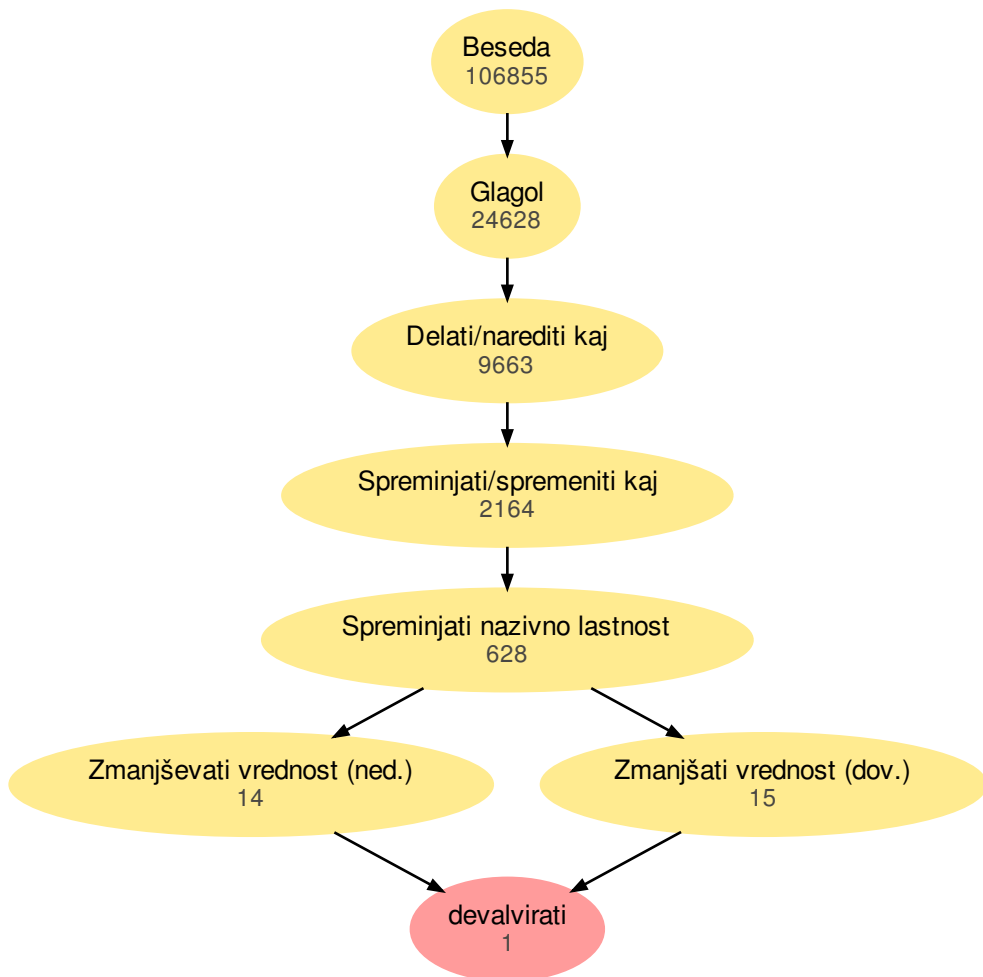 Beseda
106855
Glagol
24628
Delati/narediti kaj
9663
Spreminjati/spremeniti kaj
2164
Spreminjati nazivno lastnost
628
Zmanjševati vrednost (ned.)
14
Zmanjšati vrednost (dov.)
15
devalvirati
1